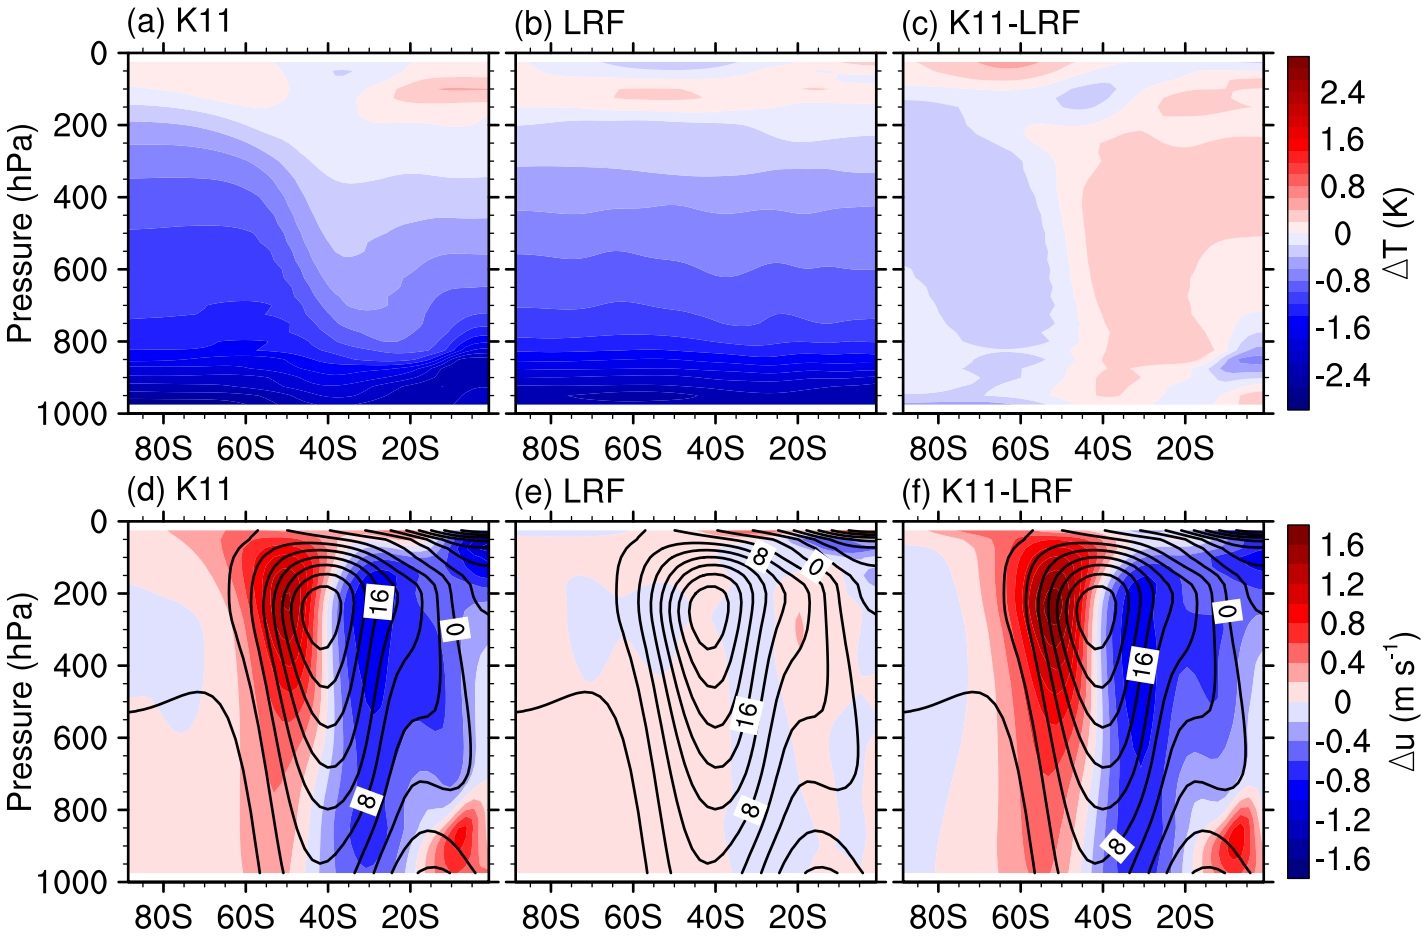 (a) K11
(b) LRF
(c) K11-LRF
Pressure (hPa)
0
200
400
600
800
1000
80S 60S 40S 20S
80S 60S 40S 20S
80S 60S 40S 20S
2.4
1.6
0.8
0
-0.8
-1.6
-2.4
△T (K)
(d) K11
(e) LRF
(f) K11-LRF
Pressure (hPa)
0
200
400
600
800
1000
16
0
8
8
0
16
8
0
16
8
80S 60S 40S 20S
80S 60S 40S 20S
80S 60S 40S 20S
1.6
1.2
0.8
0.4
0
-0.4
-0.8
-1.2
-1.6
△u (m s⁻¹)